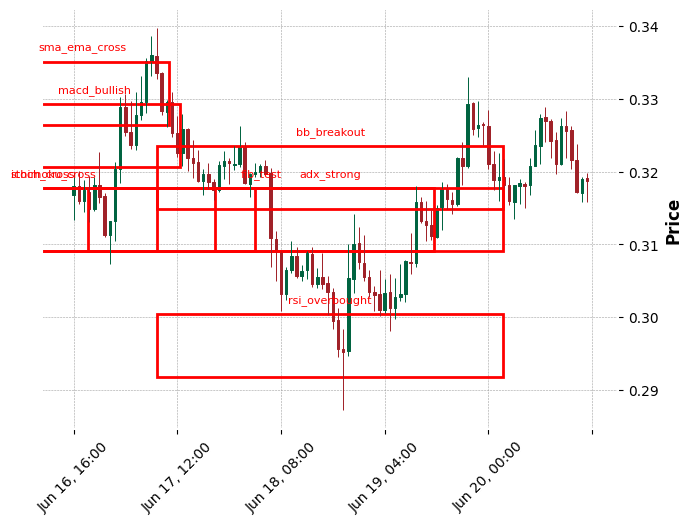 0.34
sma_ema_cross
macd_bullish
0.33
bb_breakout
adx_strong
0.32
Price
0.31
rsi_overbought
0.30
0.29
Jun 16, 16:00
Jun 17, 12:00
Jun 18, 08:00
Jun 19, 04:00
Jun 20, 00:00